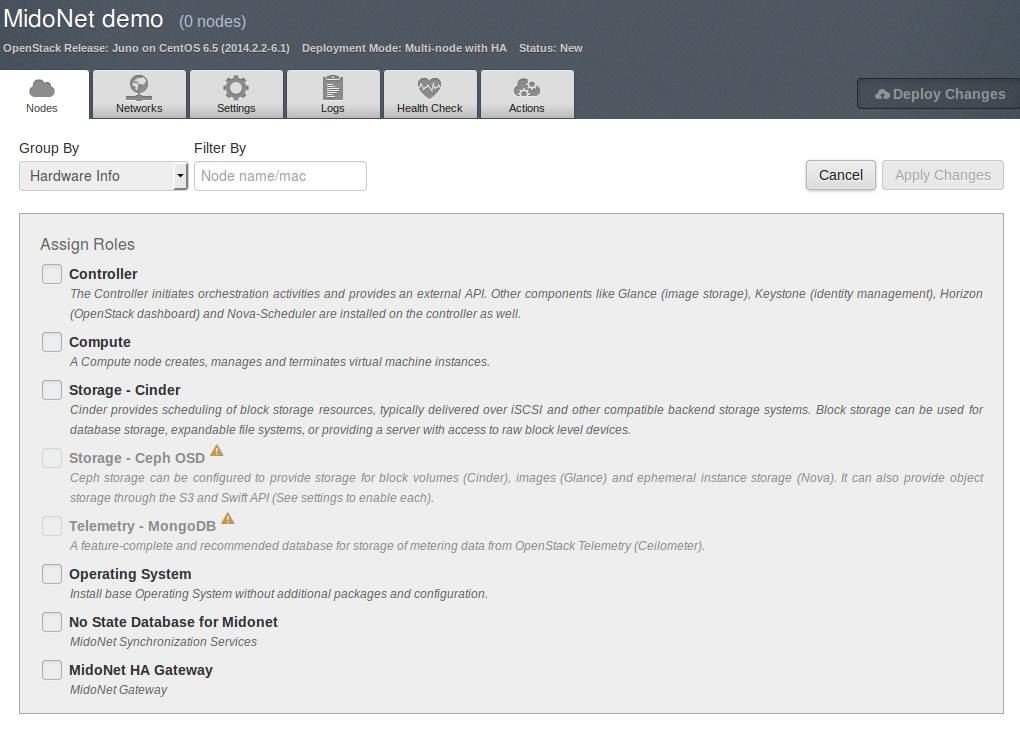 MidoNet demo (0 nodes)
OpenStack Release: Juno on CentOS 6.5 (2014.2.2-6.1) Deployment Mode: Multi-node with HA Status: New
Nodes Networks Settings Logs Health Check Actions Deploy Changes
Group By Filter By
Hardware Info Node name/mac Cancel Apply Changes
Assign Roles
Controller
The Controller initiates orchestration activities and provides an external API. Other components like Glance (image storage), Keystone (identity management), Horizon
(OpenStack dashboard) and Nova-Scheduler are installed on the controller as well.
Compute
A Compute node creates, manages and terminates virtual machine instances.
Storage - Cinder
Cinder provides scheduling of block storage resources, typically delivered over iSCSI and other compatible backend storage systems. Block storage can be used for
database storage, expandable file systems, or providing a server with access to raw block level devices.
Storage - Ceph OSD
Ceph storage can be configured to provide storage for block volumes (Cinder), images (Glance) and ephemeral instance storage (Nova). It can also provide object
storage through the S3 and Swift API (See settings to enable each).
Telemetry - MongoDB
A feature-complete and recommended database for storage of metering data from OpenStack Telemetry (Ceilometer).
Operating System
Install base Operating System without additional packages and configuration.
No State Database for Midonet
MidoNet Synchronization Services
MidoNet HA Gateway
MidoNet Gateway